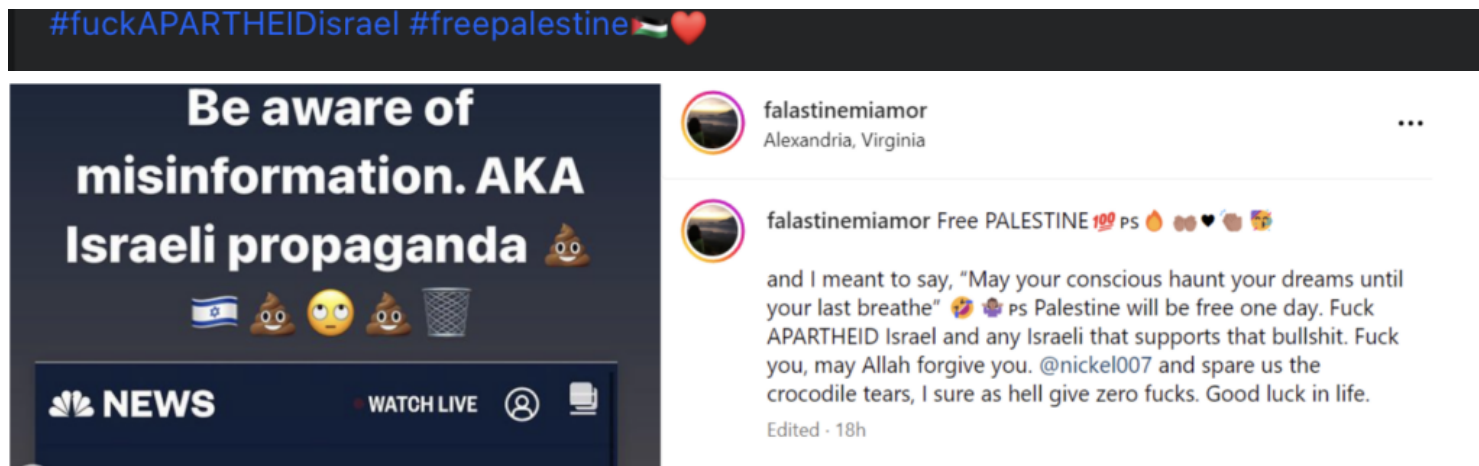 #fuckAPARTHEIDisrael #freepalestine🇵🇸❤️
Be aware of
misinformation. AKA
Israeli propaganda 💩
🇮🇱 💩 🙄 💩 🗑️
NEWS
WATCH LIVE
falastinemiamor
Alexandria, Virginia
falastinemiamor Free PALESTINE 💯 PS 🔥 🤲🏽 ♥ 👏🏽 🥳
and I meant to say, “May your conscious haunt your dreams until
your last breathe” 🤣 🤷🏽‍♀️ PS Palestine will be free one day. Fuck
APARTHEID Israel and any Israeli that supports that bullshit. Fuck
you, may Allah forgive you. @nickel007 and spare us the
crocodile tears, I sure as hell give zero fucks. Good luck in life.
Edited · 18h